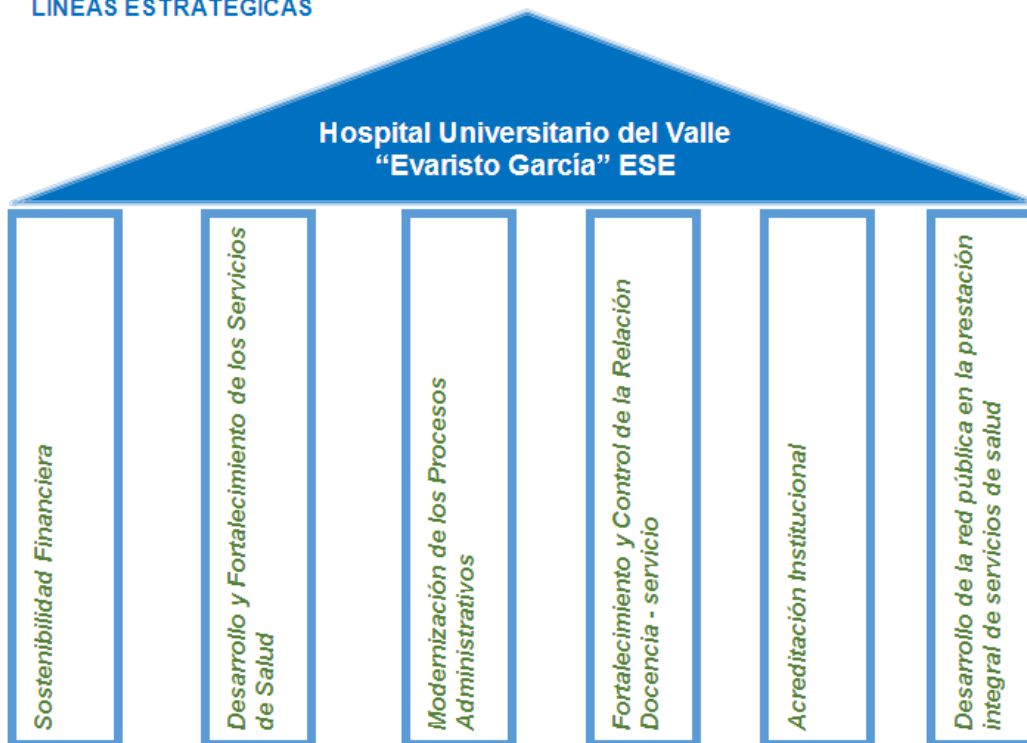 LÍNEAS ESTRATÉGICAS
Hospital Universitario del Valle
“Evaristo García” ESE
Sostenibilidad Financiera
Desarrollo y Fortalecimiento de los Servicios
de Salud
Modernización de los Procesos
Administrativos
Fortalecimiento y Control de la Relación
Docencia - servicio
Acreditación Institucional
Desarrollo de la red pública en la prestación
integral de servicios de salud